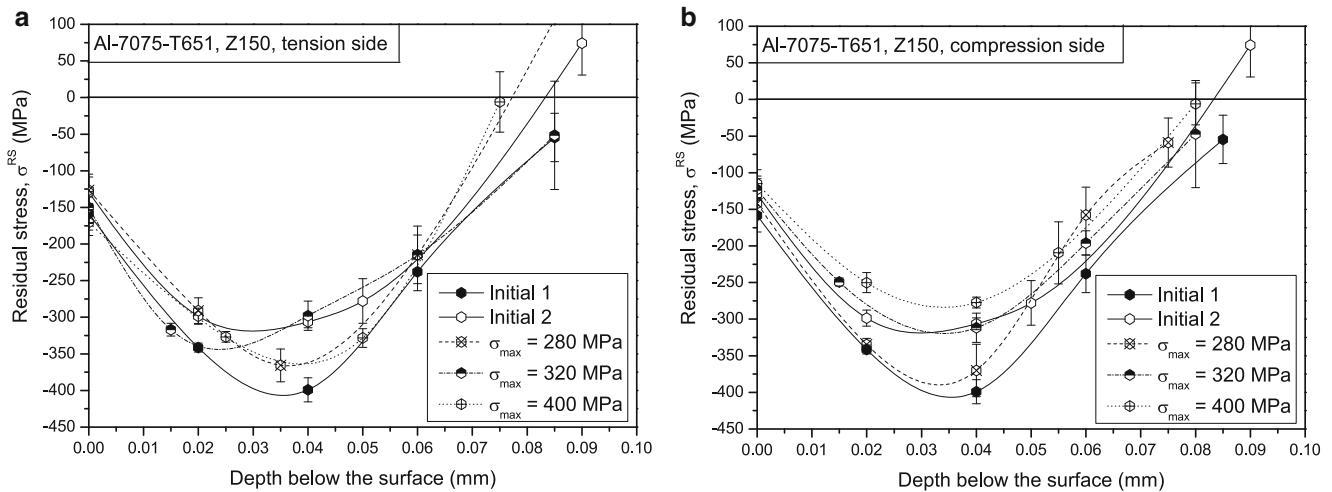 a
Al-7075-T651, Z150, tension side
100
50
0
-50
-100
-150
-200
-250
-300
-350
-400
-450
Residual stress, σ^RS (MPa)
0.00 0.01 0.02 0.03 0.04 0.05 0.06 0.07 0.08 0.09 0.10
Depth below the surface (mm)
Initial 1
Initial 2
σmax = 280 MPa
σmax = 320 MPa
σmax = 400 MPa
b
Al-7075-T651, Z150, compression side
100
50
0
-50
-100
-150
-200
-250
-300
-350
-400
-450
Residual stress, σ^RS (MPa)
0.00 0.01 0.02 0.03 0.04 0.05 0.06 0.07 0.08 0.09 0.10
Depth below the surface (mm)
Initial 1
Initial 2
σmax = 280 MPa
σmax = 320 MPa
σmax = 400 MPa